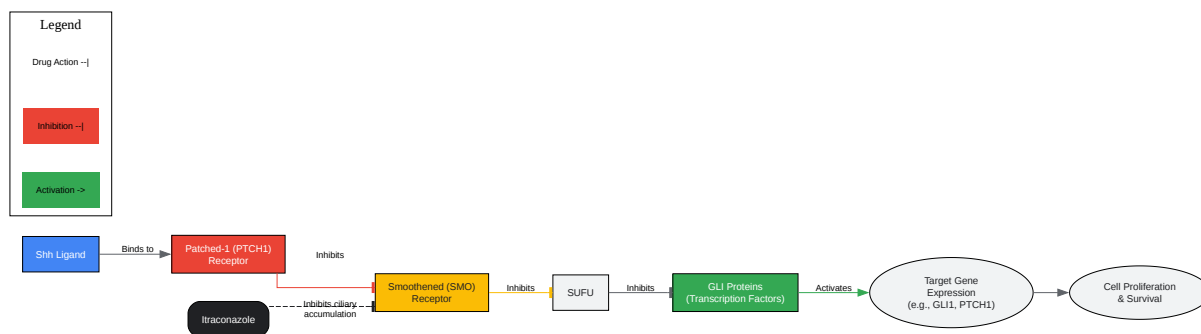 Legend
Drug Action --|
Inhibition --|
Activation ->
Shh Ligand
Binds to
Patched-1 (PTCH1)
Receptor
Inhibits
Itraconazole
Inhibits ciliary
accumulation
Smoothened (SMO)
Receptor
Inhibits
SUFU
Inhibits
GLI Proteins
(Transcription Factors)
Activates
Target Gene
Expression
(e.g., GLI1, PTCH1)
Cell Proliferation
& Survival